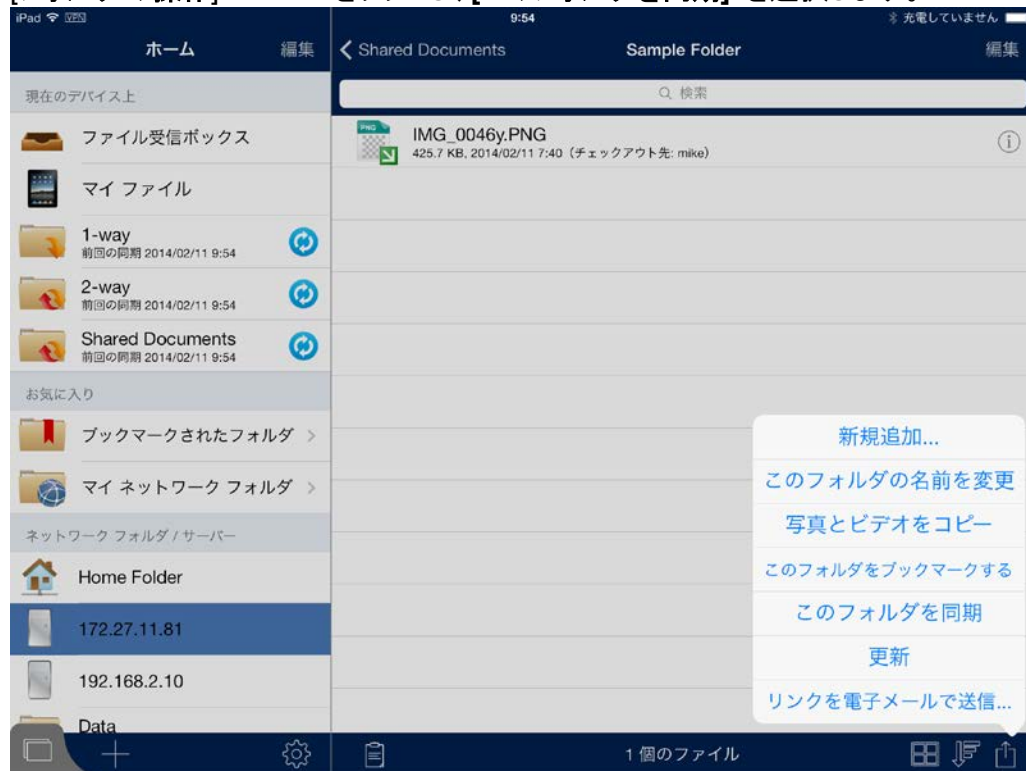 iPad VPN 9:54 充電していません
ホーム 編集 Shared Documents Sample Folder 編集
現在のデバイス上
検索
ファイル受信ボックス
PNG
IMG_0046y.PNG
425.7 KB, 2014/02/11 7:40（チェックアウト先: mike）
マイ ファイル
1-way
前回の同期 2014/02/11 9:54
2-way
前回の同期 2014/02/11 9:54
Shared Documents
前回の同期 2014/02/11 9:54
お気に入り
ブックマークされたフォルダ
マイ ネットワーク フォルダ
ネットワーク フォルダ / サーバー
Home Folder
172.27.11.81
192.168.2.10
Data
新規追加...
このフォルダの名前を変更
写真とビデオをコピー
このフォルダをブックマークする
このフォルダを同期
更新
リンクを電子メールで送信...
1 個のファイル